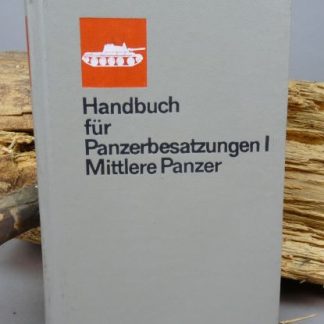 Handbuch
für
Panzerbesatzungen I
Mittlere Panzer